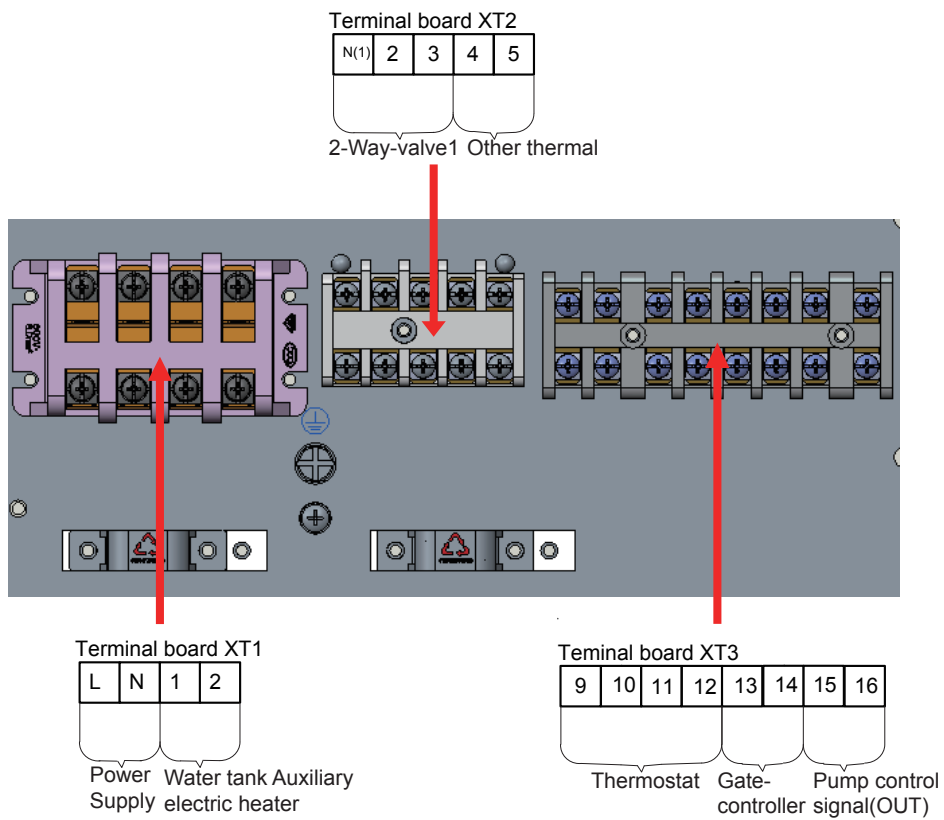 Terminal board XT2
N(1) 2 3 4 5
2-Way-valve1 Other thermal
Terminal board XT1
L N 1 2
Power Water tank Auxiliary
Supply electric heater
Teminal board XT3
9 10 11 12 13 14 15 16
Thermostat Gate- Pump control
controller signal(OUT)